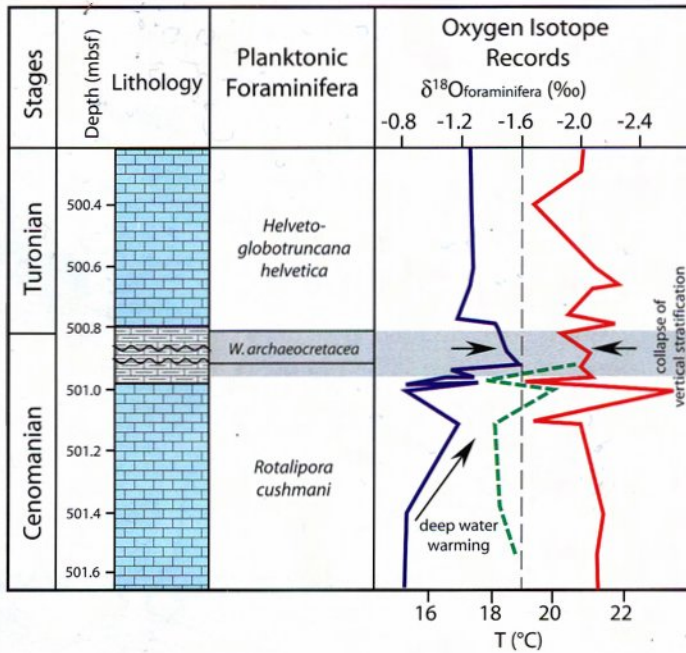 Stages
Depth (mbsf)
Lithology
Planktonic
Foraminifera
Oxygen Isotope
Records
δ¹⁸Oforaminifera (‰)
-0.8 -1.2 -1.6 -2.0 -2.4
Turonian
Cenomanian
500.4
500.6
500.8
501.0
501.2
501.4
501.6
Helveto-
globotruncana
helvetica
W. archaeocretacea
Rotalipora
cushmani
collapse of
vertical stratification
deep water
warming
16 18 20 22
T (°C)